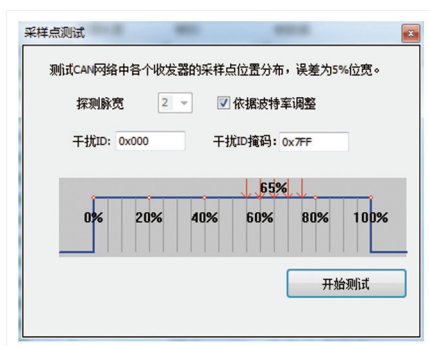 采样点测试
测试CAN网络中各个收发器的采样点位置分布，误差为5%位宽。
探测脉宽 2 依据波特率调整
干扰ID: 0x000 干扰ID掩码: 0x7FF
65%
0% 20% 40% 60% 80% 100%
开始测试